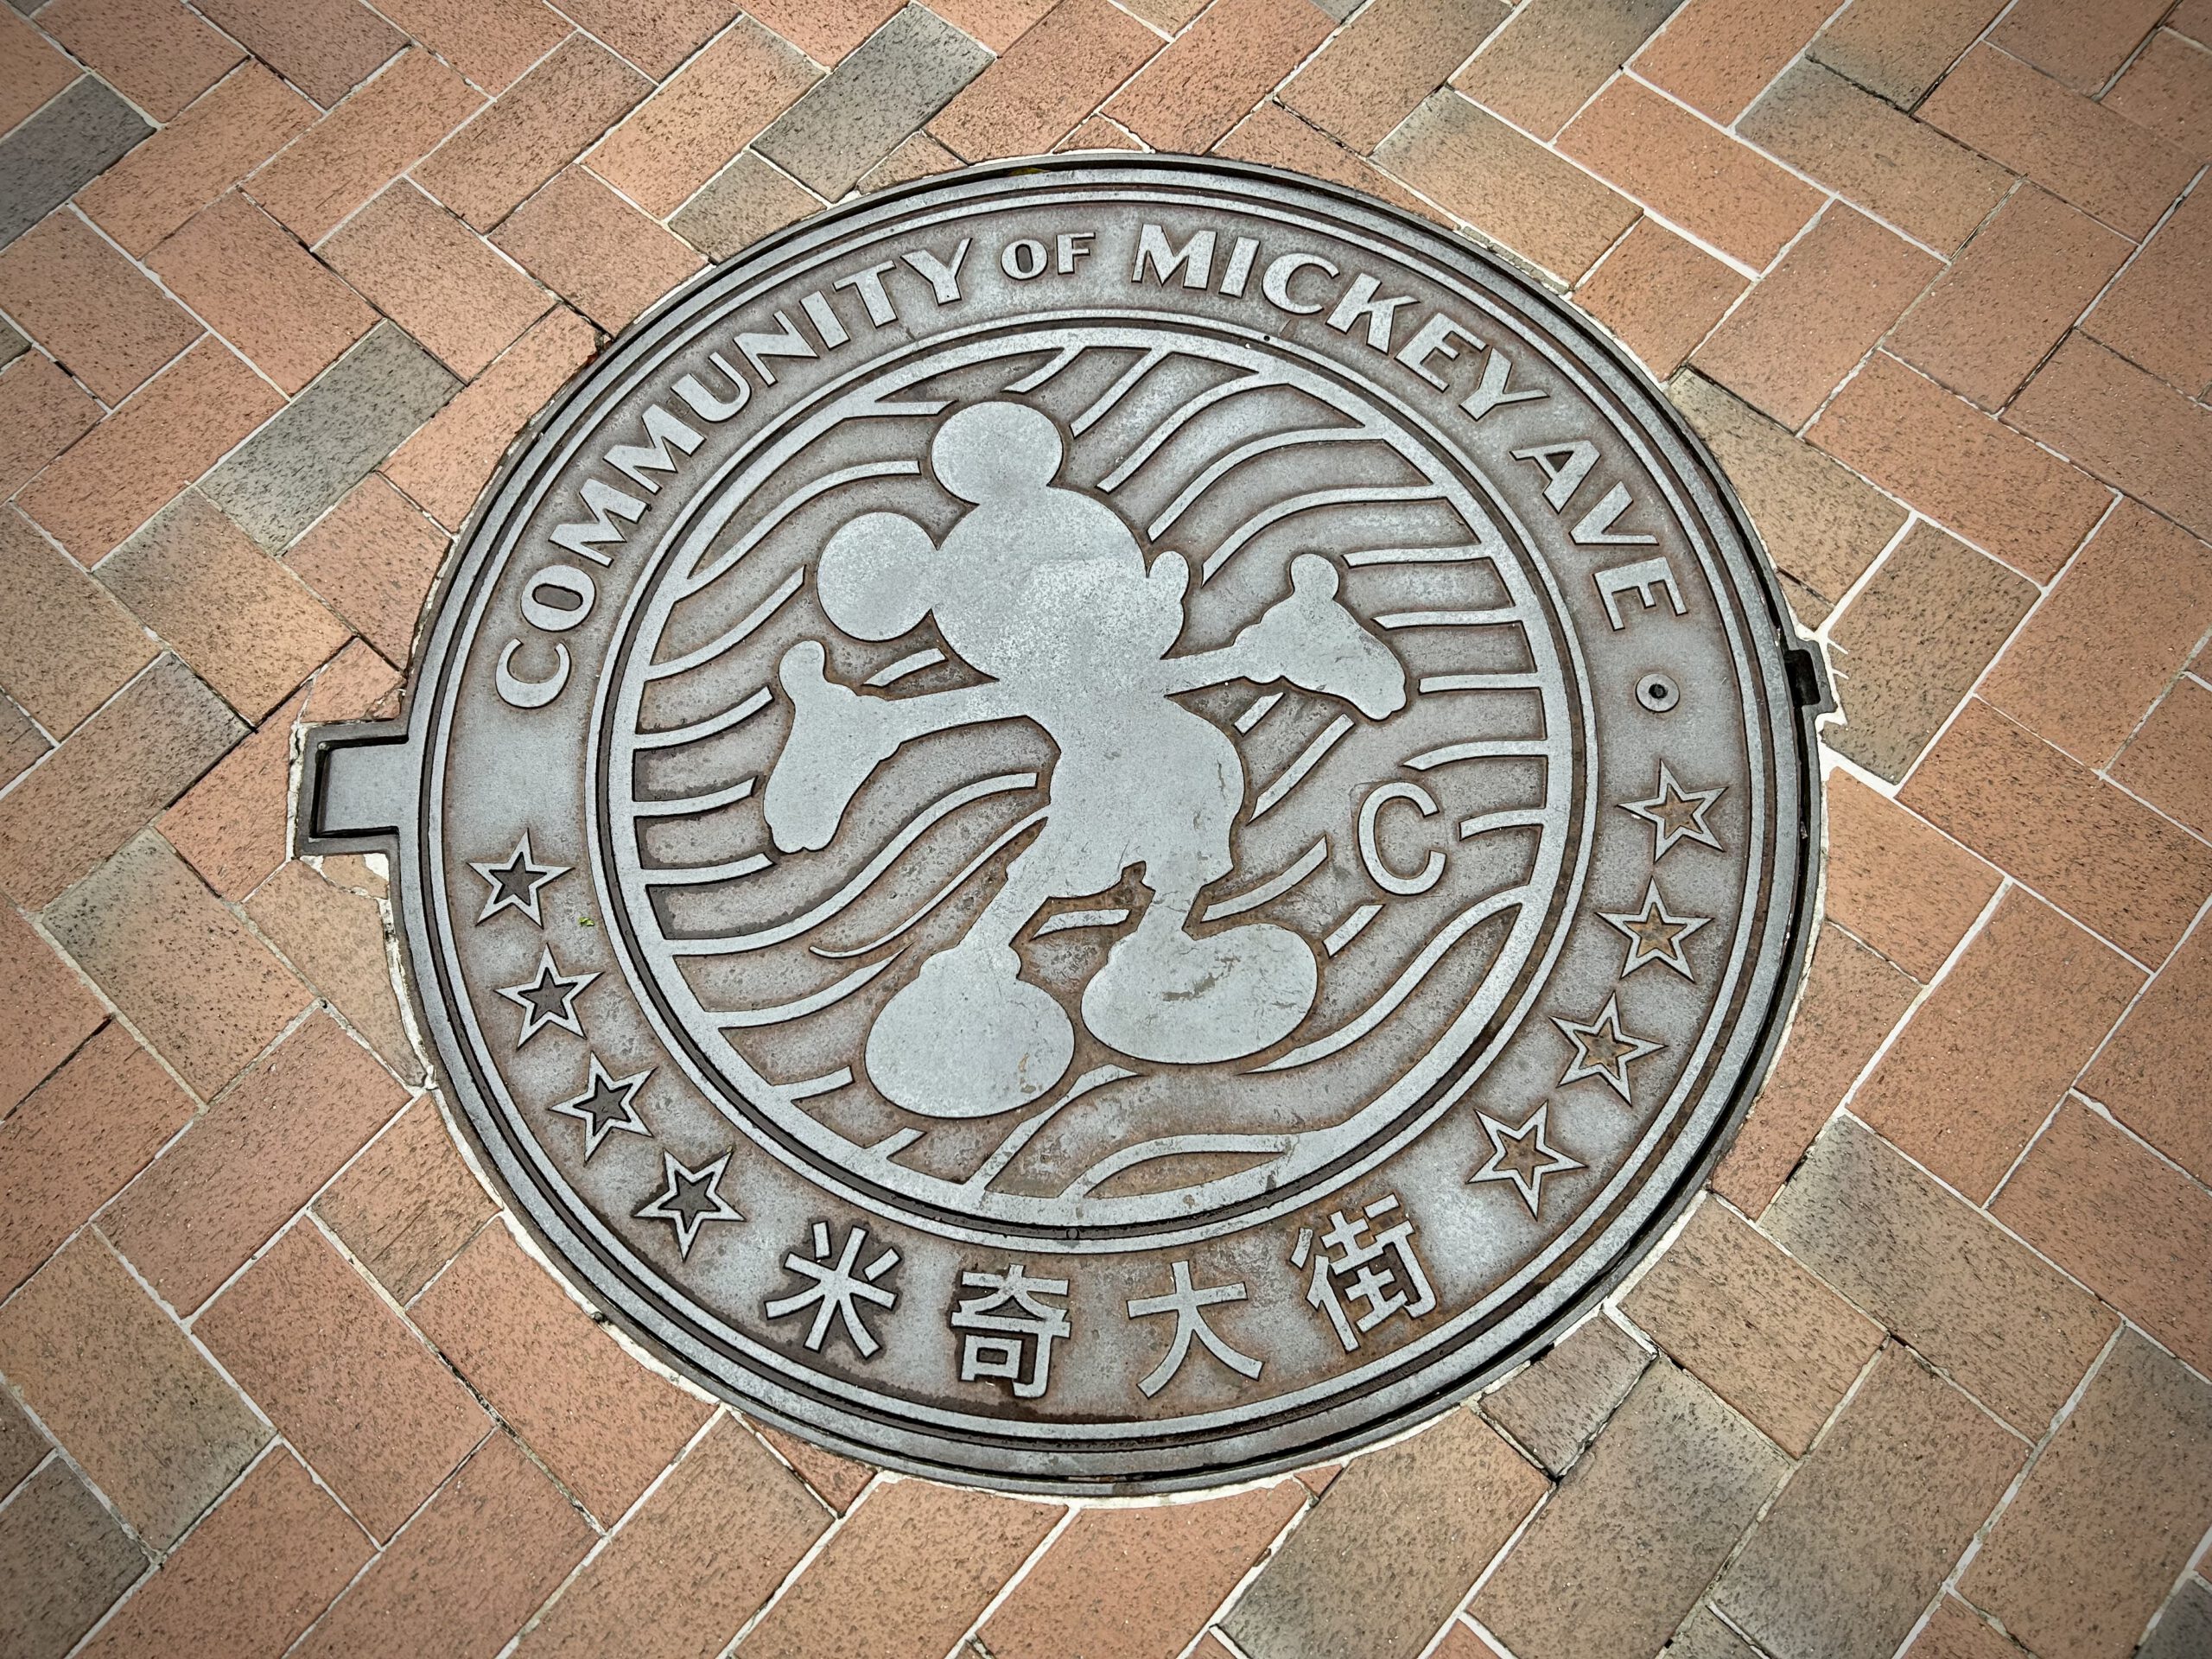 COMMUNITY OF MICKEY AVE
C
米奇大街